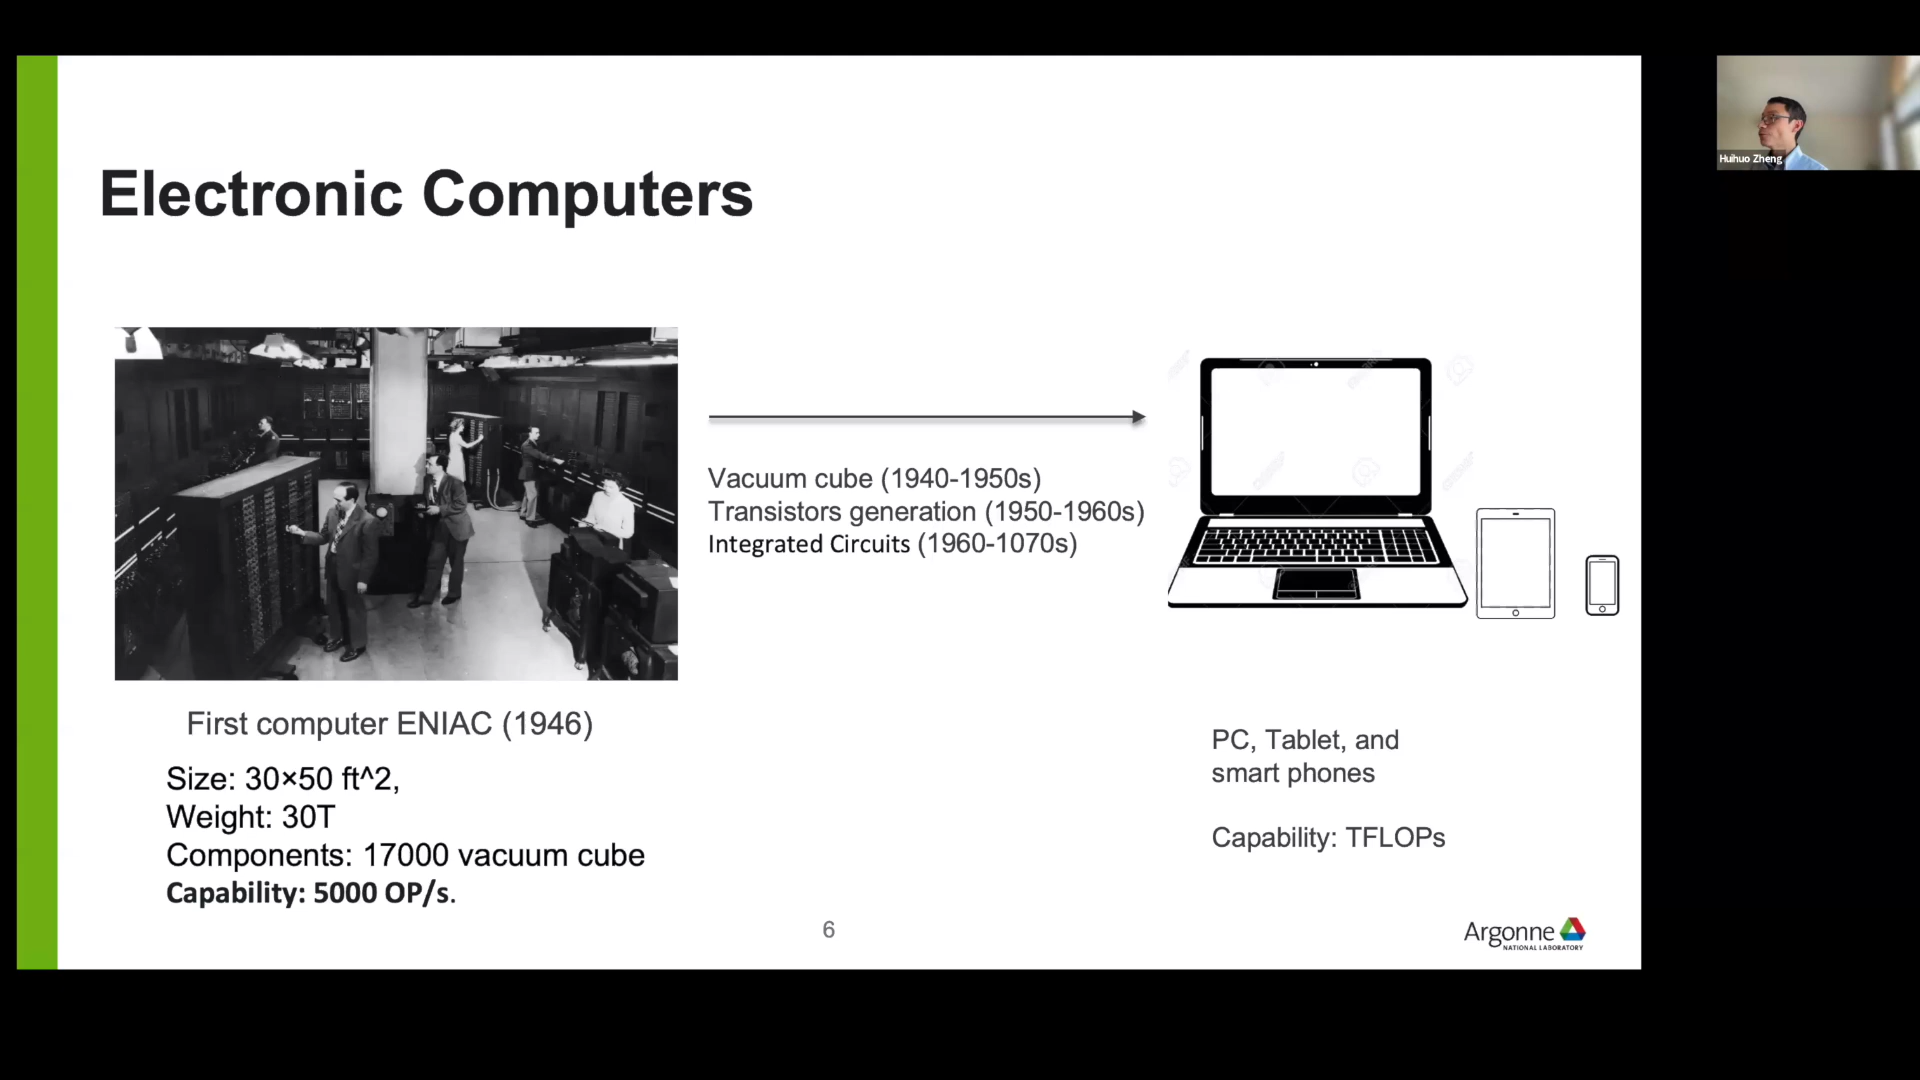 Electronic Computers
Vacuum cube (1940-1950s)
Transistors generation (1950-1960s)
Integrated Circuits (1960-1070s)
First computer ENIAC (1946)
Size: 30×50 ft^2,
Weight: 30T
Components: 17000 vacuum cube
Capability: 5000 OP/s.
PC, Tablet, and
smart phones
Capability: TFLOPs
6
Argonne
NATIONAL LABORATORY
Huihuo Zheng